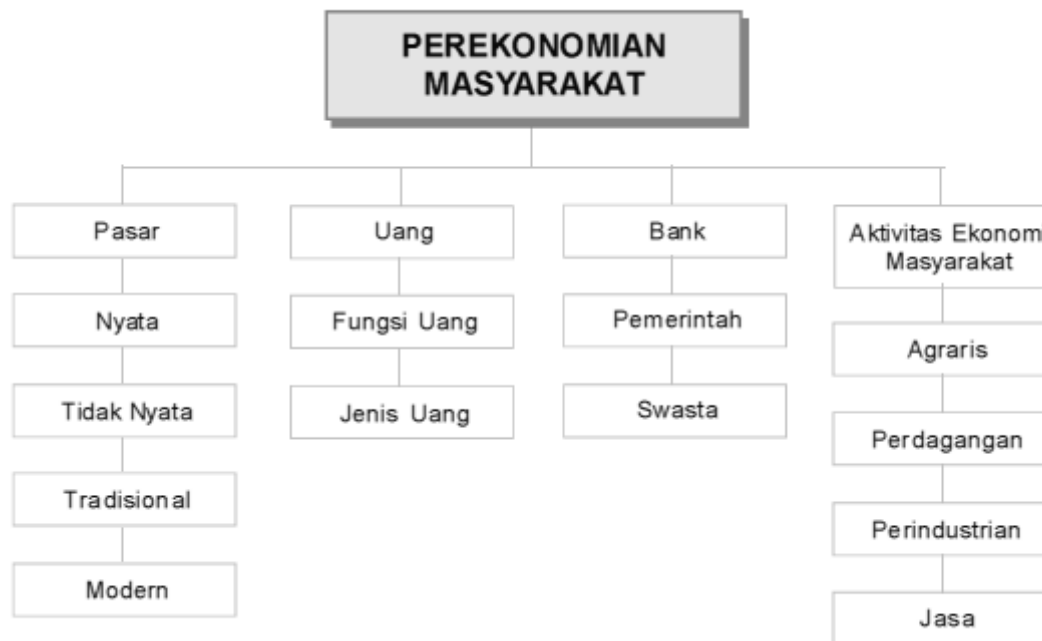 PEREKONOMIAN
MASYARAKAT
Pasar
Nyata
Tidak Nyata
Tradisional
Modern
Uang
Fungsi Uang
Jenis Uang
Bank
Pemerintah
Swasta
Aktivitas Ekonom
Masyarakat
Agraris
Perdagangan
Perindustrian
Jasa